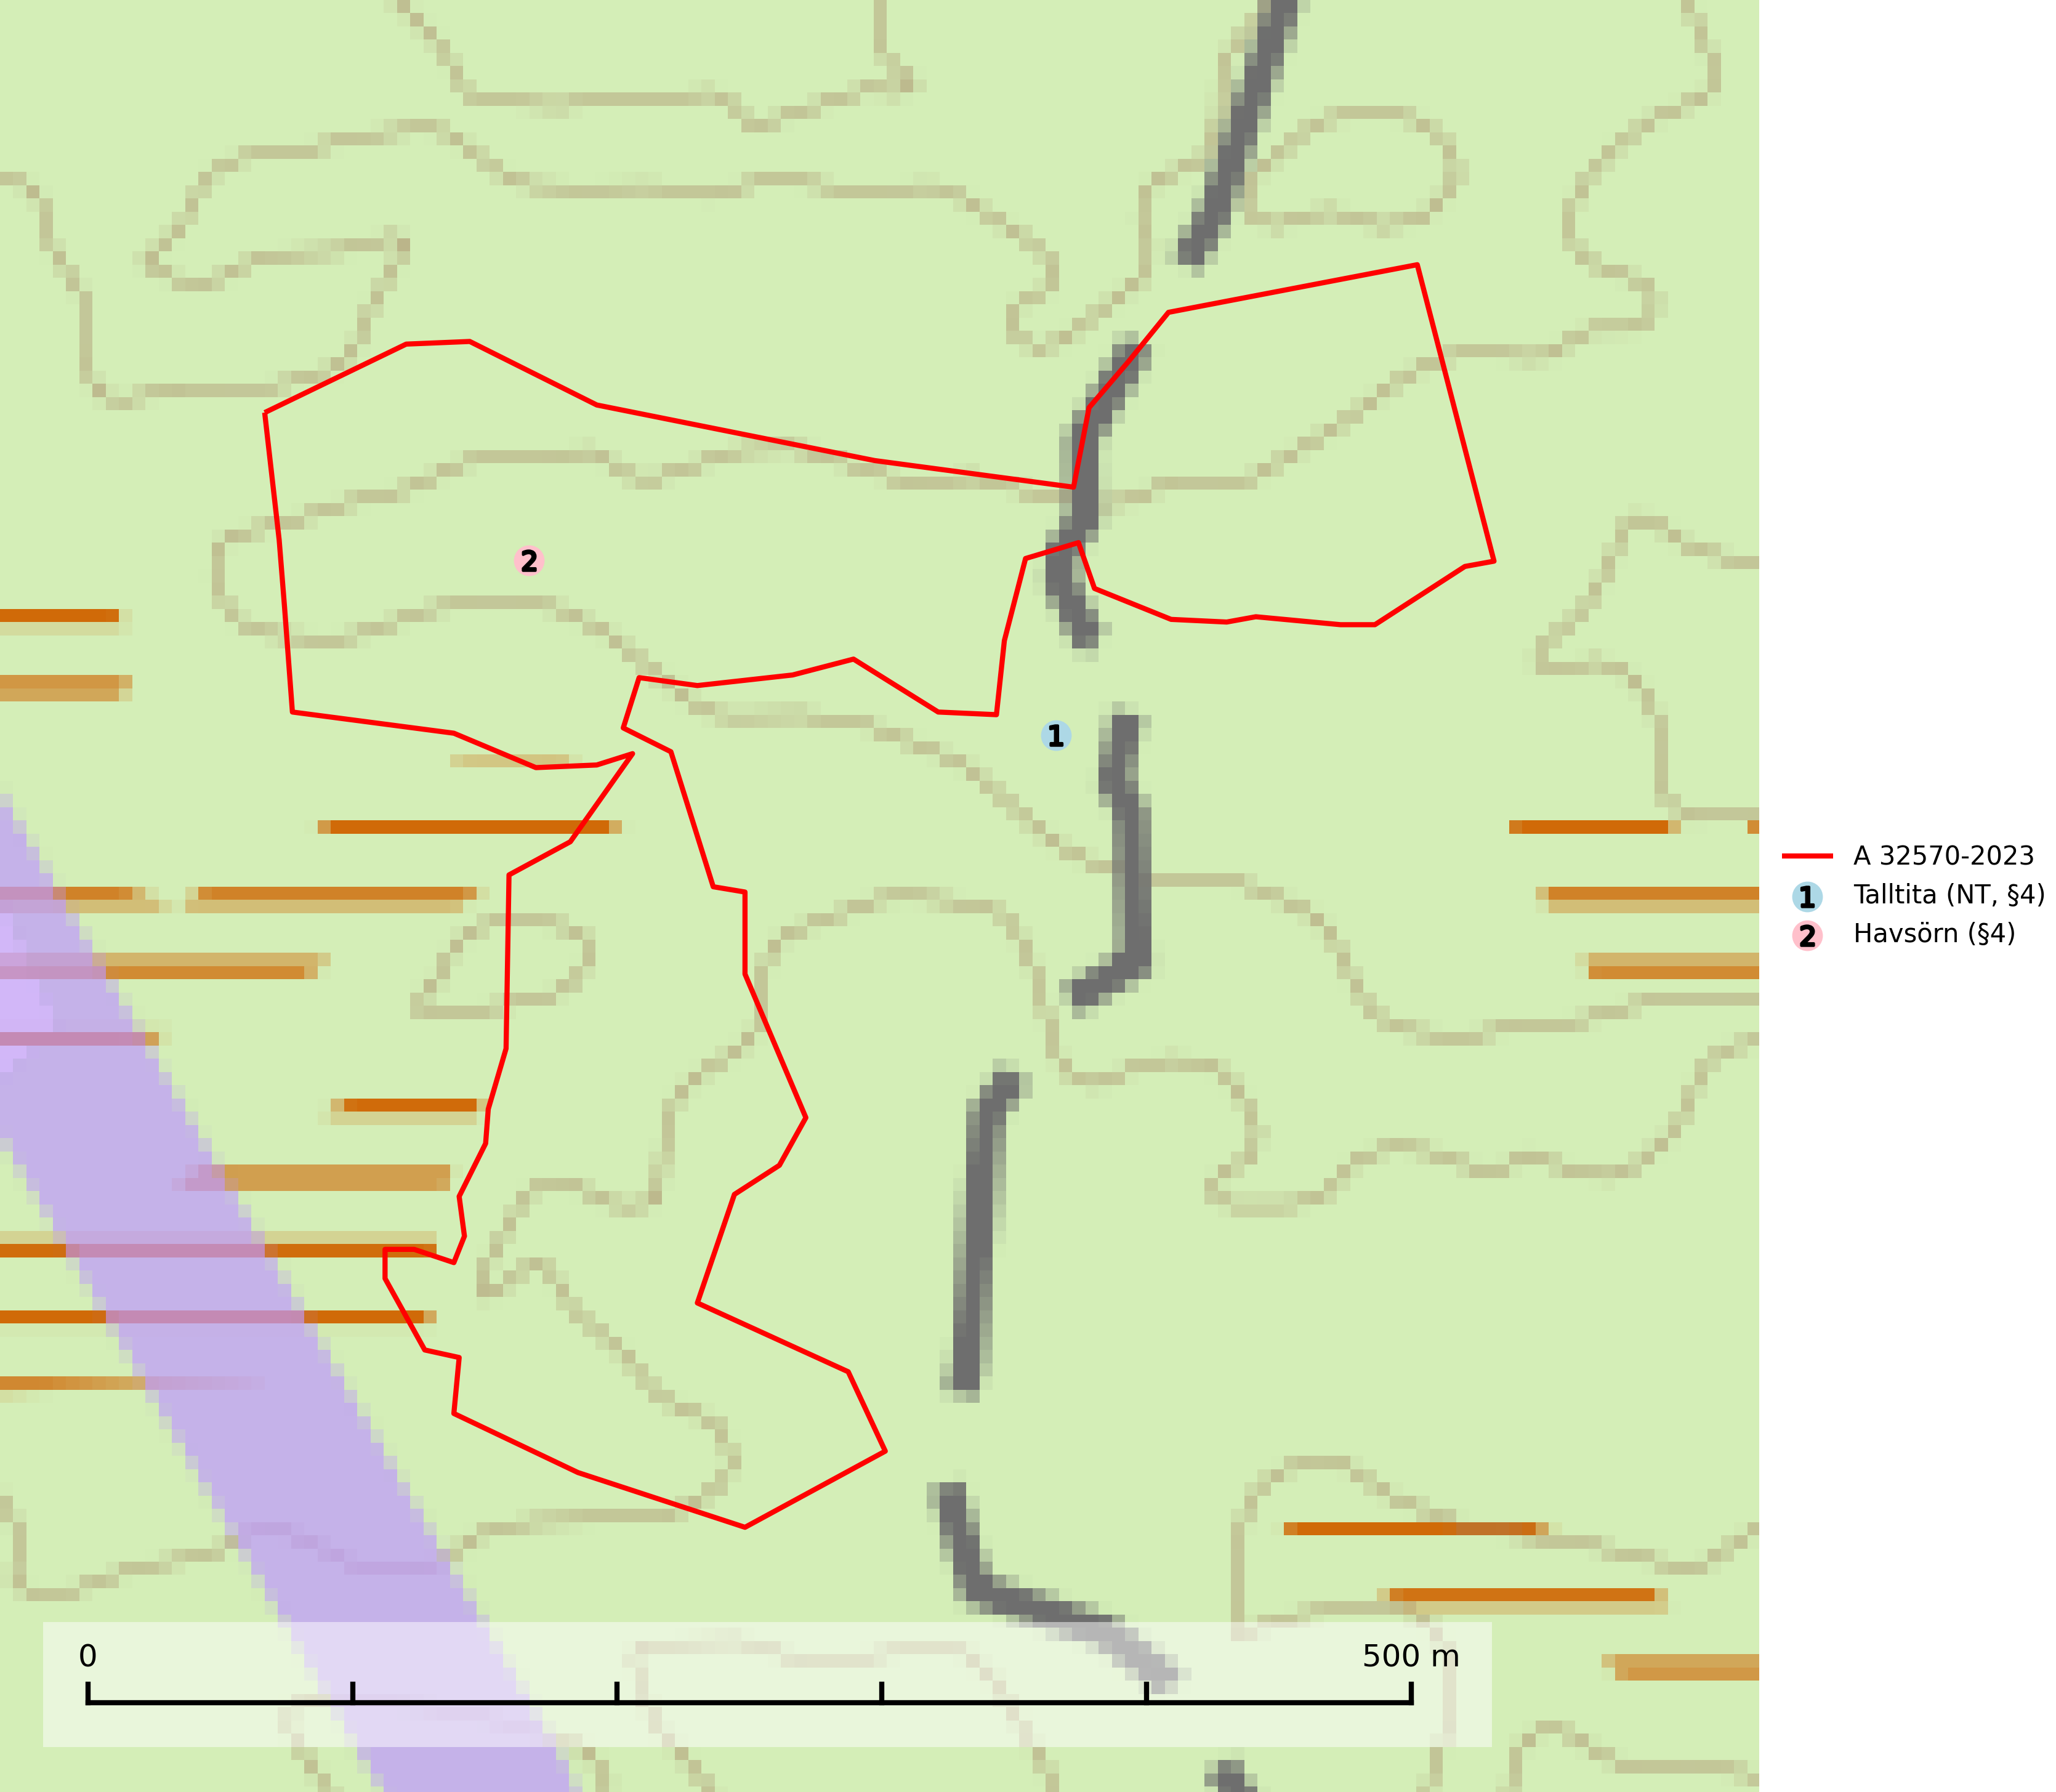 2
1
A 32570-2023
1 Talltita (NT, §4)
2 Havsörn (§4)
0 500 m